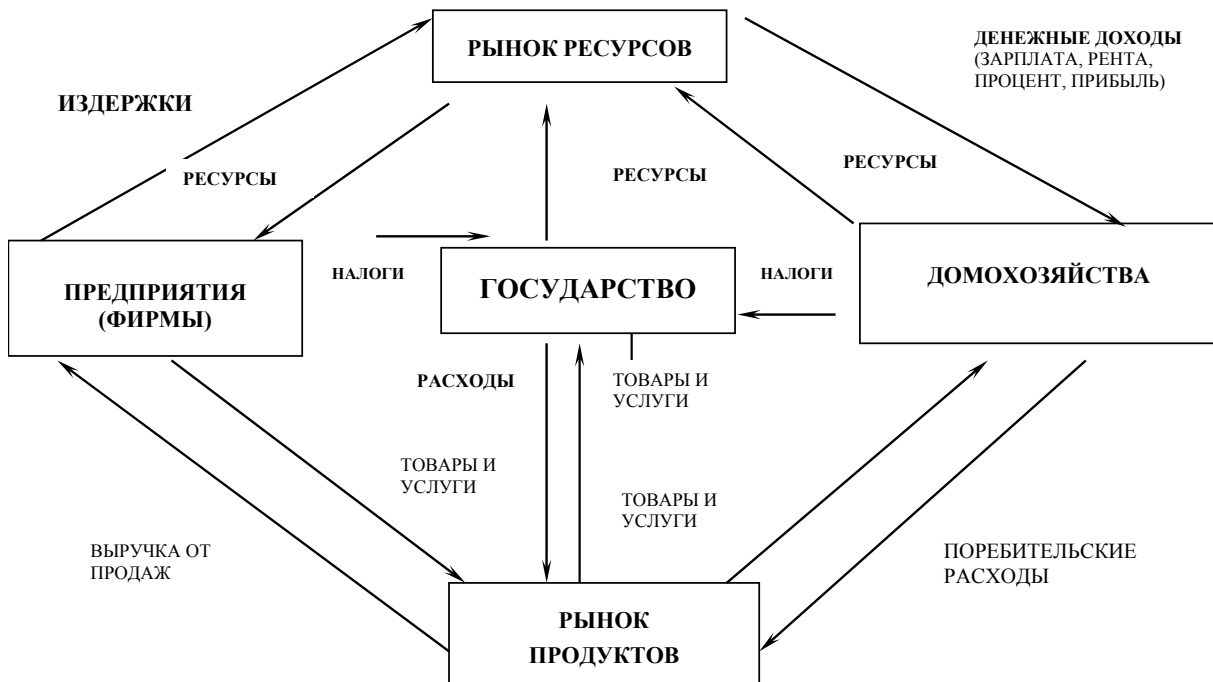 РЫНОК РЕСУРСОВ
ДЕНЕЖНЫЕ ДОХОДЫ
(ЗАРПЛАТА, РЕНТА,
ПРОЦЕНТ, ПРИБЫЛЬ)
ИЗДЕРЖКИ
РЕСУРСЫ
РЕСУРСЫ
РЕСУРСЫ
НАЛОГИ
НАЛОГИ
ПРЕДПРИЯТИЯ
(ФИРМЫ)
ГОСУДАРСТВО
ДОМОХОЗЯЙСТВА
РАСХОДЫ
ТОВАРЫ И
УСЛУГИ
ТОВАРЫ И
УСЛУГИ
ТОВАРЫ И
УСЛУГИ
ВЫРУЧКА ОТ
ПРОДАЖ
ПОРЕБИТЕЛЬСКИЕ
РАСХОДЫ
РЫНОК
ПРОДУКТОВ